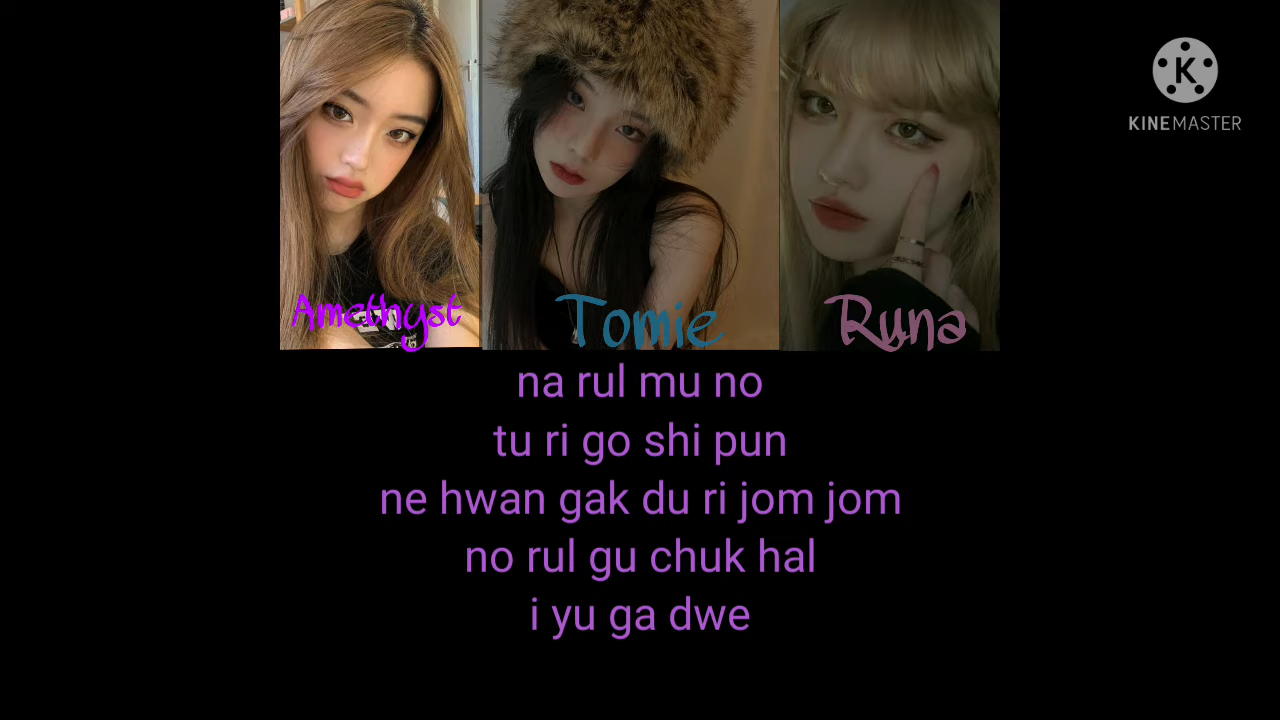 K
KINEMASTER
Amethyst Tomie Runa
na rul mu no
tu ri go shi pun
ne hwan gak du ri jom jom
no rul gu chuk hal
i yu ga dwe